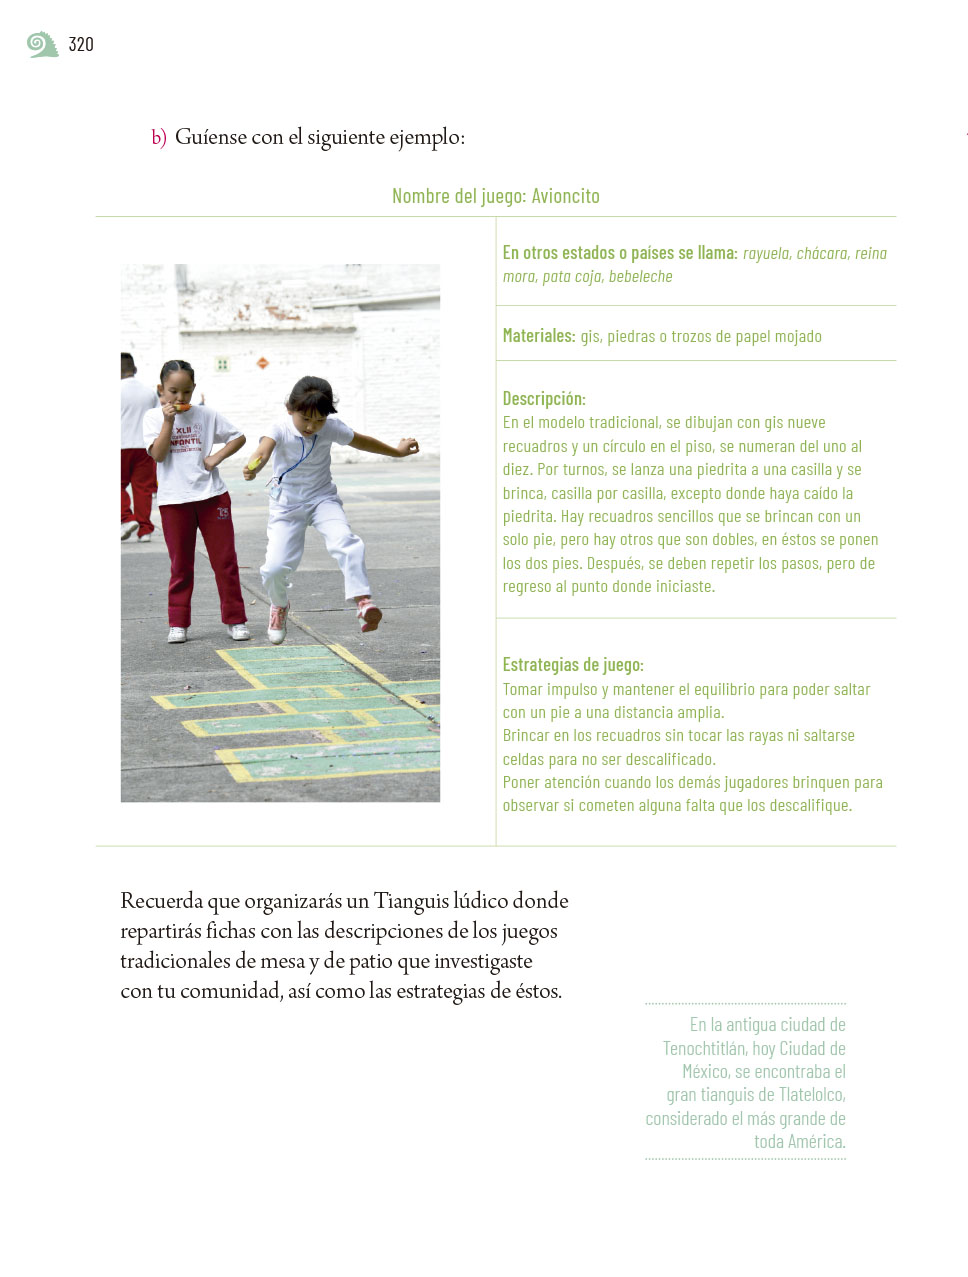 320
b) Guíense con el siguiente ejemplo:
Nombre del juego: Avioncito
En otros estados o países se llama: rayuela, chácara, reina
mora, pata coja, bebeleche
Materiales: gis, piedras o trozos de papel mojado
Descripción:
En el modelo tradicional, se dibujan con gis nueve
recuadros y un círculo en el piso, se numeran del uno al
diez. Por turnos, se lanza una piedrita a una casilla y se
brinca, casilla por casilla, excepto donde haya caído la
piedrita. Hay recuadros sencillos que se brincan con un
solo pie, pero hay otros que son dobles, en éstos se ponen
los dos pies. Después, se deben repetir los pasos, pero de
regreso al punto donde iniciaste.
Estrategias de juego:
Tomar impulso y mantener el equilibrio para poder saltar
con un pie a una distancia amplia.
Brincar en los recuadros sin tocar las rayas ni saltarse
celdas para no ser descalificado.
Poner atención cuando los demás jugadores brinquen para
observar si cometen alguna falta que los descalifique.
XLII
INFANTIL
Recuerda que organizarás un Tianguis lúdico donde
repartirás fichas con las descripciones de los juegos
tradicionales de mesa y de patio que investigaste
con tu comunidad, así como las estrategias de éstos.
En la antigua ciudad de
Tenochtitlán, hoy Ciudad de
México, se encontraba el
gran tianguis de Tlatelolco,
considerado el más grande de
toda América.